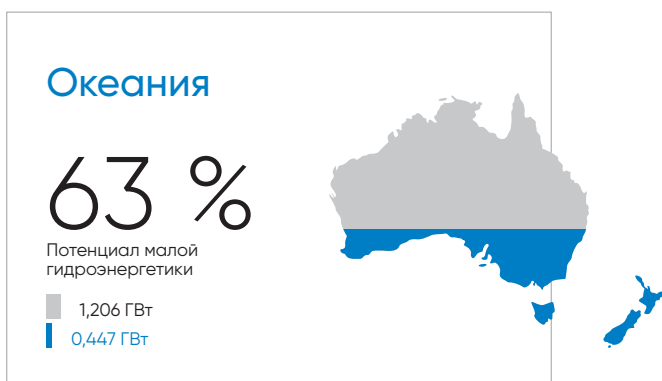 Океания
63 %
Потенциал малой
гидроэнергетики
1,206 ГВт
0,447 ГВт